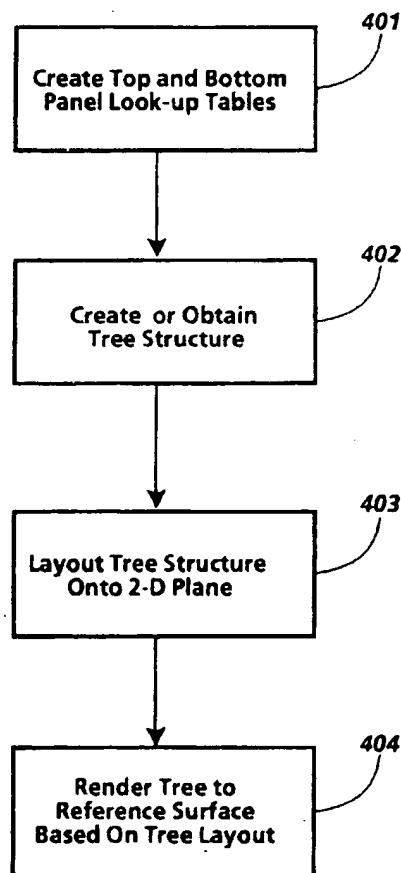 401
Create Top and Bottom
Panel Look-up Tables
402
Create or Obtain
Tree Structure
403
Layout Tree Structure
Onto 2-D Plane
404
Render Tree to
Reference Surface
Based On Tree Layout